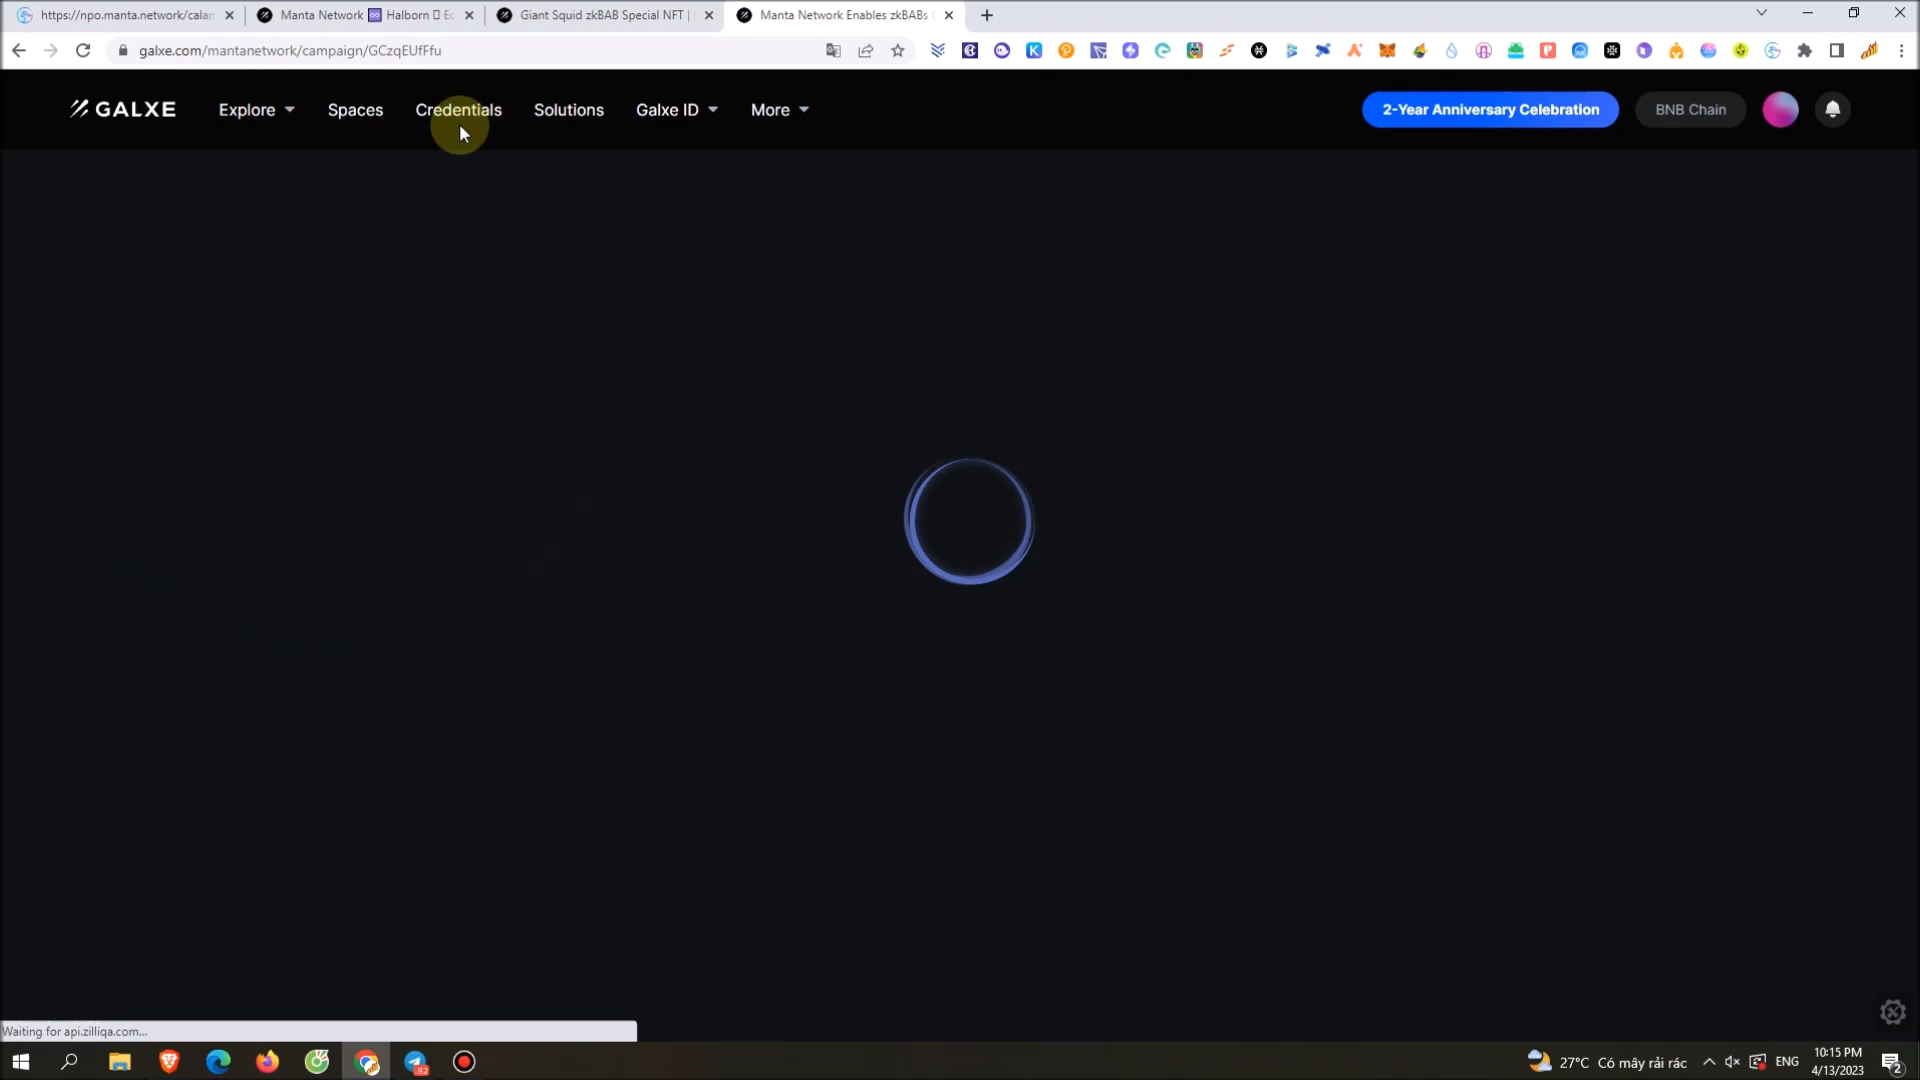 https://npo.manta.network/calan
Manta Network ♾ Halborn
Giant Squid zkBAB Special NFT |
Manta Network Enables zkBABs
galxe.com/mantanetwork/campaign/GCzqEUfFfu
GALXE
Explore
Spaces
Credentials
Solutions
Galxe ID
More
2-Year Anniversary Celebration
BNB Chain
Waiting for api.zilliqa.com...
92
27°C Có mây rải rác
ENG
10:15 PM
4/13/2023
2